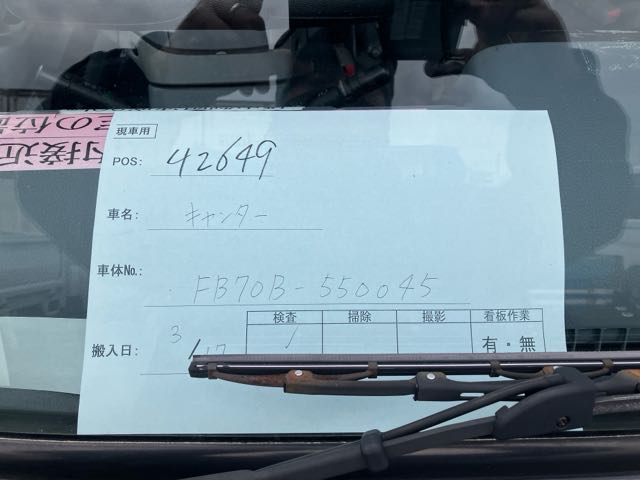 現車用
POS: 42649
車名: キャンター
車体No.: FB70B-550045
検査 掃除 撮影 看板作業
搬入日: 3/17 有・無